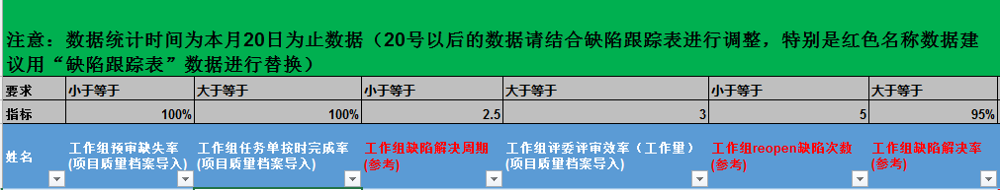 注意：数据统计时间为本月20日为止数据（20号以后的数据请结合缺陷跟踪表进行调整，特别是红色名称数据建
议用“缺陷跟踪表”数据进行替换）
要求 小于等于 大于等于 小于等于 大于等于 小于等于 大于等于
指标 100% 100% 2.5 3 5 95%
姓名 工作组预审缺失率 工作组任务单按时完成率 工作组缺陷解决周期 工作组评委评审效率（工作量） 工作组reopen缺陷次数 工作组缺陷解决率
(项目质量档案导入) (项目质量档案导入) (参考) (项目质量档案导入) (参考) (参考)